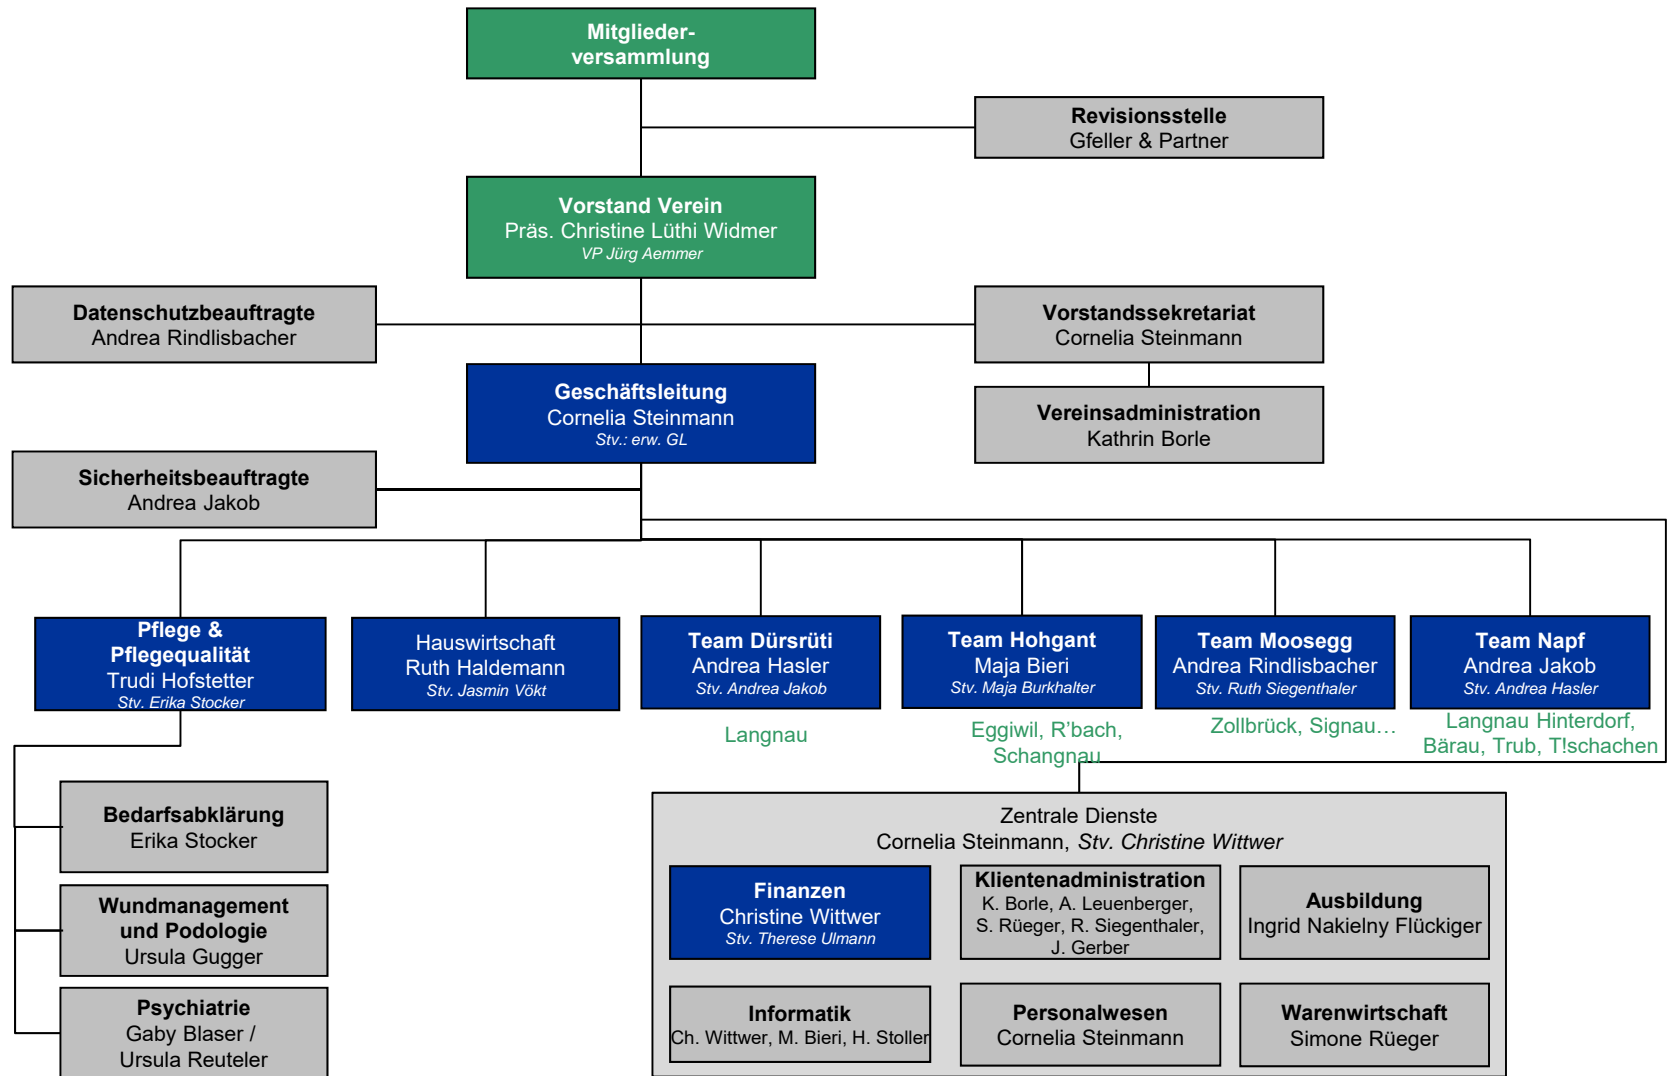 Mitglieder-
versammlung
Revisionsstelle
Gfeller & Partner
Vorstand Verein
Präs. Christine Lüthi Widmer
VP Jürg Aemmer
Datenschutzbeauftragte
Andrea Rindlisbacher
Vorstandssekretariat
Cornelia Steinmann
Geschäftsleitung
Cornelia Steinmann
Stv.: erw. GL
Vereinsadministration
Kathrin Borle
Sicherheitsbeauftragte
Andrea Jakob
Pflege &
Pflegequalität
Trudi Hofstetter
Stv. Erika Stocker
Hauswirtschaft
Ruth Haldemann
Stv. Jasmin Vökt
Team Dürsrüti
Andrea Hasler
Stv. Andrea Jakob
Langnau
Team Hohgant
Maja Bieri
Stv. Maja Burkhalter
Eggiwil, R’bach,
Schangnau
Team Moosegg
Andrea Rindlisbacher
Stv. Ruth Siegenthaler
Zollbrück, Signau…
Team Napf
Andrea Jakob
Stv. Andrea Hasler
Langnau Hinterdorf,
Bärau, Trub, T!schachen
Bedarfsabklärung
Erika Stocker
Wundmanagement
und Podologie
Ursula Gugger
Psychiatrie
Gaby Blaser /
Ursula Reuteler
Zentrale Dienste
Cornelia Steinmann, Stv. Christine Wittwer
Finanzen
Christine Wittwer
Stv. Therese Ulmann
Klientenadministration
K. Borle, A. Leuenberger,
S. Rüeger, R. Siegenthaler,
J. Gerber
Ausbildung
Ingrid Nakielny Flückiger
Informatik
Ch. Wittwer, M. Bieri, H. Stoller
Personalwesen
Cornelia Steinmann
Warenwirtschaft
Simone Rüeger